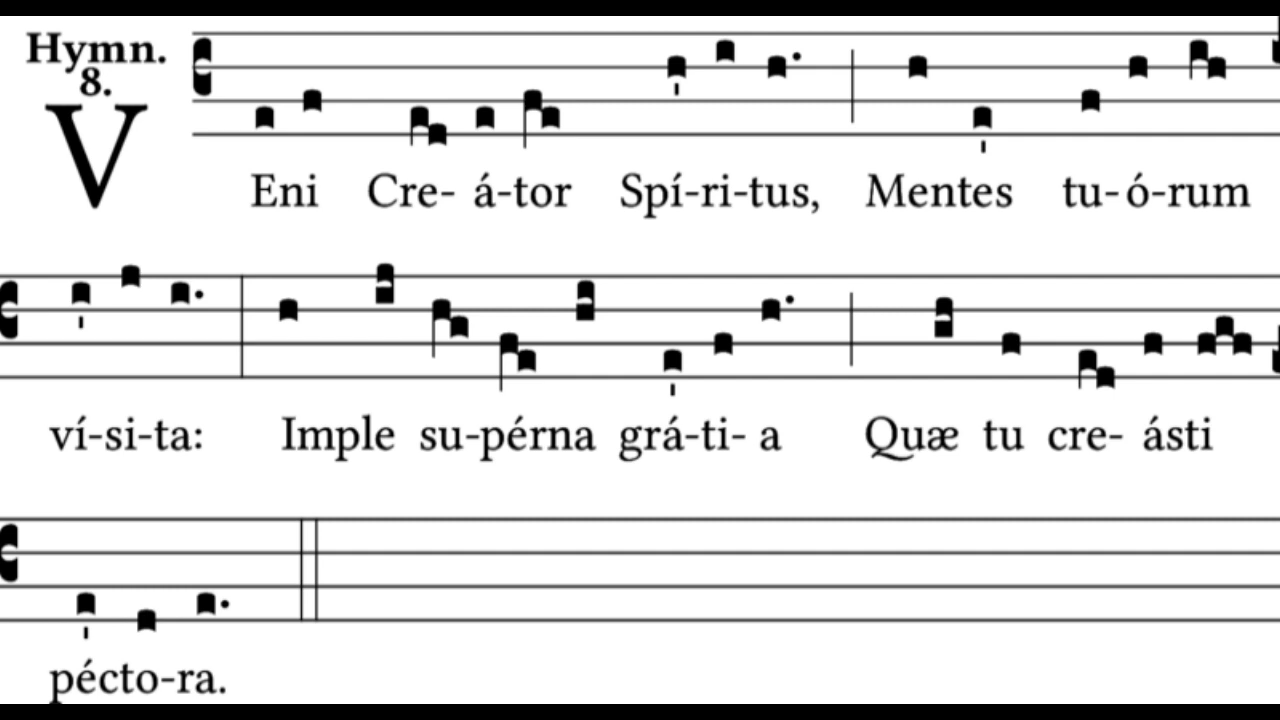 Hymn.
8.
VEni Cre- á-tor Spí-ri-tus, Mentes tu-ó-rum
ví-si-ta: Imple su-pérna grá-ti- a Quæ tu cre- ásti
pécto-ra.